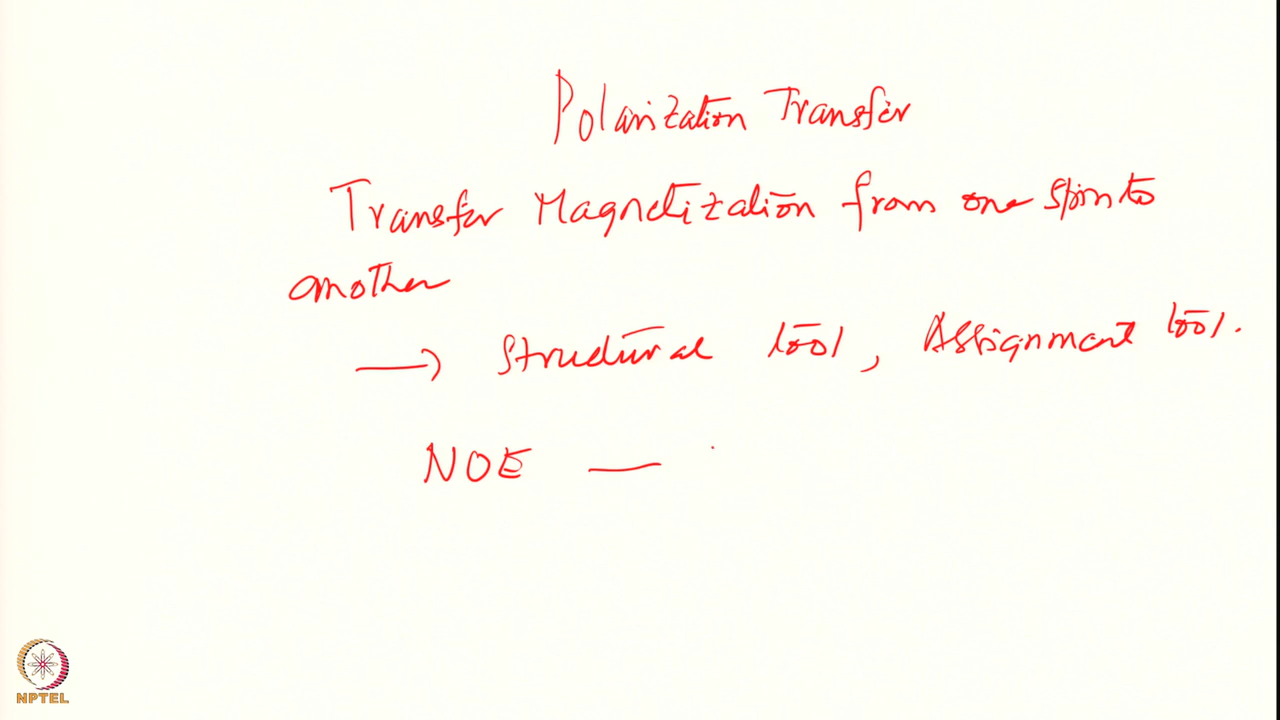 Polarization Transfer
Transfer Magnetization from one spin to
another
→ Structural tool, Assignment tool.
NOE —
NPTEL